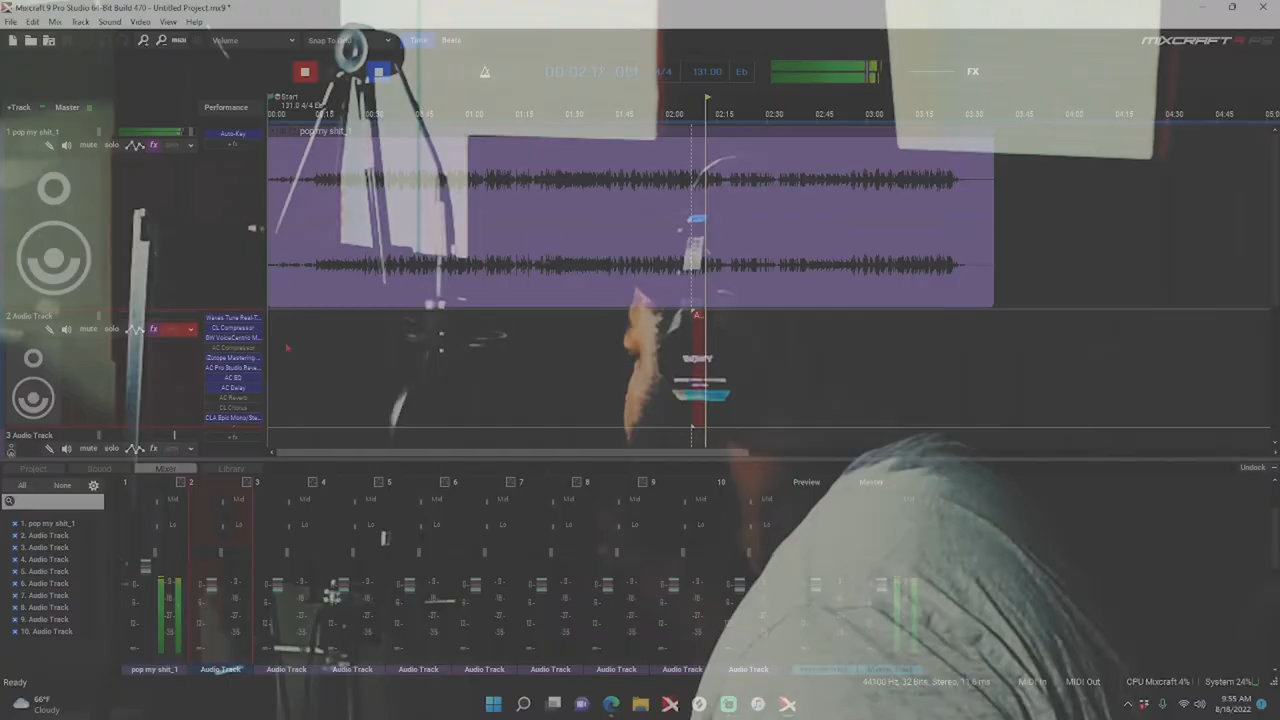 Mixcraft 9 Pro Studio 64-Bit Build 470 - Untitled Project.mx9 *
File Edit Mix Track Sound Video View Help
MIDI Volume Snap To Grid Time Beats MIXCRAFT 9 PS
4/4 131.00 Eb FX
+Track Master Performance
Start
131.0 4/4 Eb
00:00 00:15 00:30 00:45 01:00 01:15 01:30 01:45 02:00 02:15 02:30 02:45 03:00 03:15 03:30 03:45 04:00 04:15 04:30 04:45
1 pop my shit_1 Auto-Key pop my shit_1
mute solo fx + fx
2 Audio Track Waves Tune Real-T...
mute solo fx CL Compressor
GW VoiceCentric M...
AC Compressor
iZotope Mastering ...
AC Pro Studio Reve...
AC EQ
AC Delay
AC Reverb
CL Chorus
CLA Epic Mono/Ste...
3 Audio Track + fx
mute solo fx
Project Sound Mixer Library Undock
All None 1 2 3 4 5 6 7 8 9 10 Preview Master
1. pop my shit_1
2. Audio Track
3. Audio Track
4. Audio Track
5. Audio Track
6. Audio Track
7. Audio Track
8. Audio Track
9. Audio Track
10. Audio Track
pop my shit_1 Audio Track Audio Track Audio Track Audio Track Audio Track Audio Track Audio Track Audio Track Audio Track
Ready 44100 Hz, 32 Bits, Stereo, 11.6 ms MIDI In MIDI Out CPU Mixcraft 4% System 24%
66°F
Cloudy
9:55 AM
8/18/2022